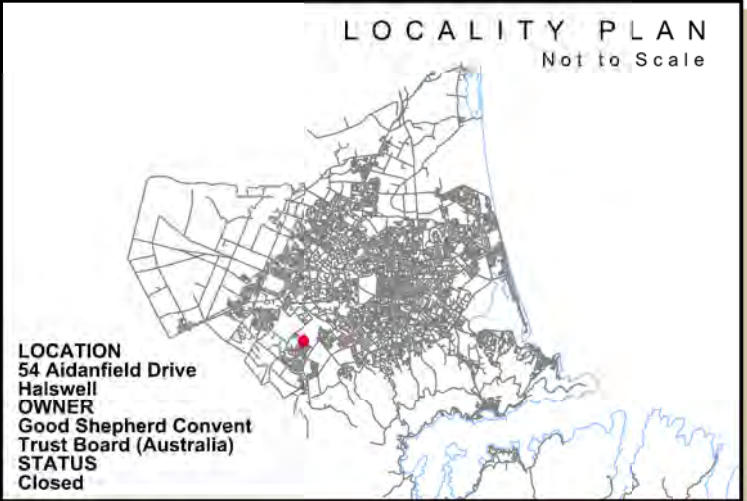 LOCALITY PLAN
Not to Scale
LOCATION
54 Aidanfield Drive
Halswell
OWNER
Good Shepherd Convent
Trust Board (Australia)
STATUS
Closed